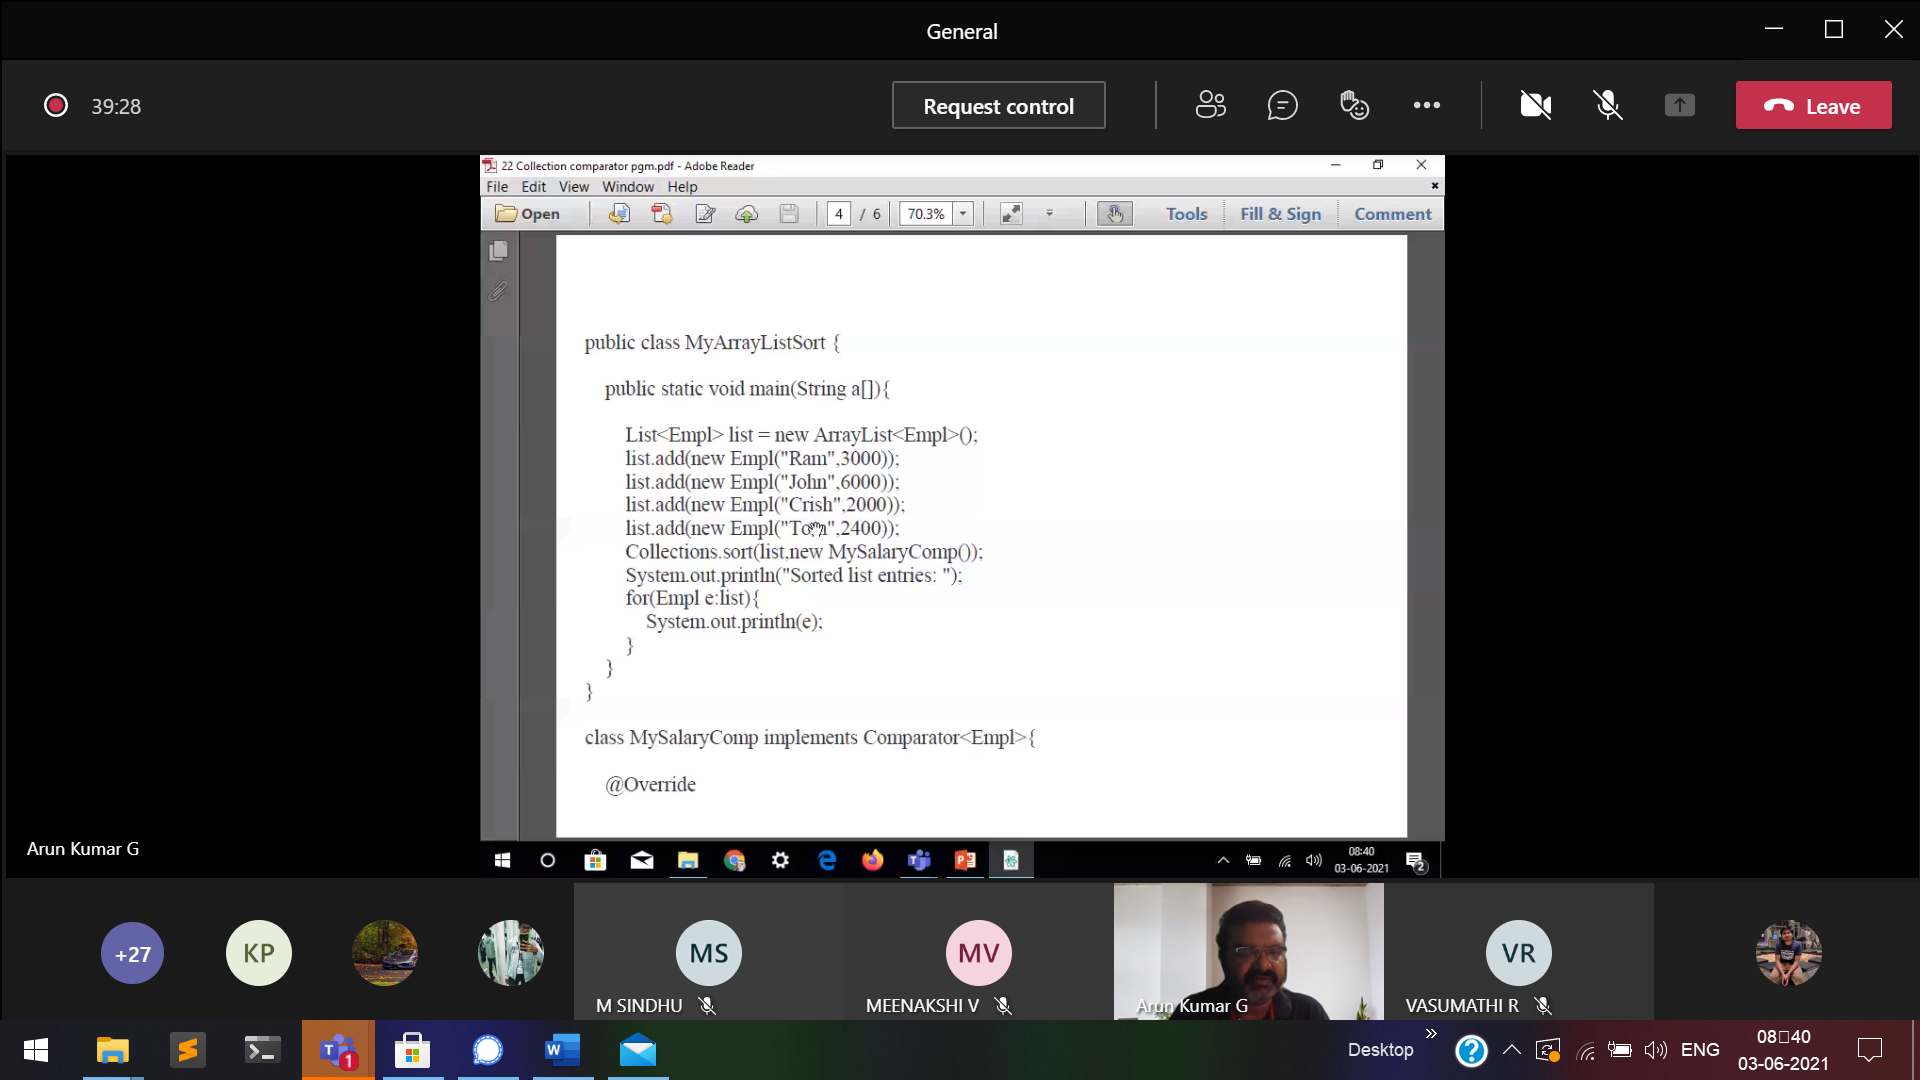 General
39:28
Request control
Leave
22 Collection comparator pgm.pdf - Adobe Reader
File Edit View Window Help
Open
4 / 6
70.3%
Tools
Fill & Sign
Comment
public class MyArrayListSort {
public static void main(String a[]){
List<Empl> list = new ArrayList<Empl>();
list.add(new Empl("Ram",3000));
list.add(new Empl("John",6000));
list.add(new Empl("Crish",2000));
list.add(new Empl("Tom",2400));
Collections.sort(list,new MySalaryComp());
System.out.println("Sorted list entries: ");
for(Empl e:list){
System.out.println(e);
}
}
}
class MySalaryComp implements Comparator<Empl>{
@Override
Arun Kumar G
08:40
03-06-2021
2
+27
KP
MS
M SINDHU
MV
MEENAKSHI V
Arun Kumar G
VR
VASUMATHI R
1
Desktop
ENG
08:40
03-06-2021